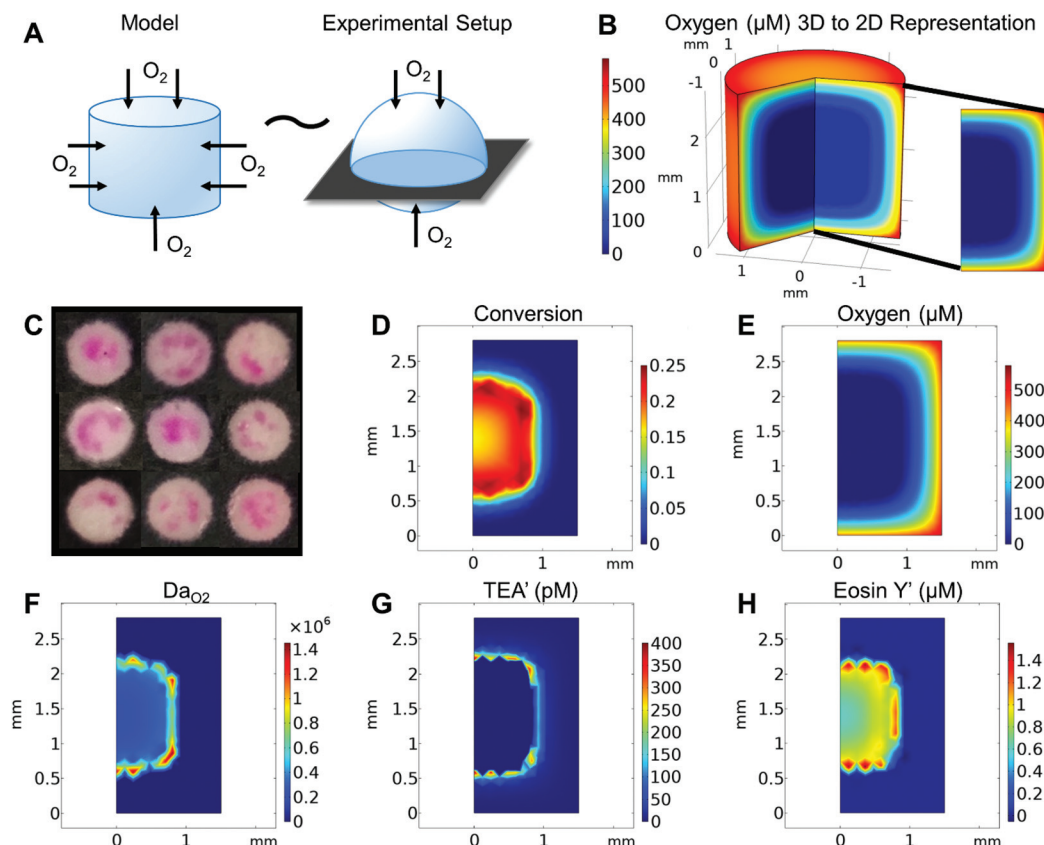 A
Model
Experimental Setup
O2
O2
O2
O2
O2
O2
B
Oxygen (µM) 3D to 2D Representation
mm
1
0
-1
500
400
300
200
100
0
2
1
0
mm
1
0
-1
mm
C
D
Conversion
2.5
2
1.5
1
0.5
0
mm
0
1
mm
0.25
0.2
0.15
0.1
0.05
0
E
Oxygen (µM)
2.5
2
1.5
1
0.5
0
mm
0
1
mm
500
400
300
200
100
0
F
DaO2
×10⁶
2.5
2
1.5
1
0.5
0
mm
0
1
mm
1.4
1.2
1
0.8
0.6
0.4
0.2
0
G
TEA' (pM)
2.5
2
1.5
1
0.5
0
mm
0
1
mm
400
350
300
250
200
150
100
50
0
H
Eosin Y' (µM)
2.5
2
1.5
1
0.5
0
mm
0
1
mm
1.4
1.2
1
0.8
0.6
0.4
0.2
0